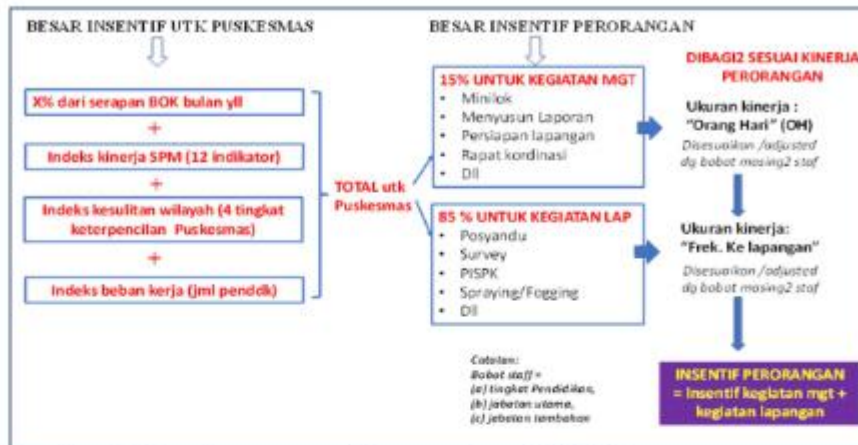 BESAR INSENTIF UTK PUSKESMAS
X% dari serapan BOK bulan yll
+
Indeks kinerja SPM (12 indikator)
+
Indeks kesulitan wilayah (4 tingkat
keterpencilan Puskesmas)
+
Indeks beban kerja (jml penddk)
TOTAL utk
Puskesmas
BESAR INSENTIF PERORANGAN
15% UNTUK KEGIATAN MGT
• Minilok
• Menyusun Laporan
• Persiapan lapangan
• Rapat kordinasi
• Dll
85 % UNTUK KEGIATAN LAP
• Posyandu
• Survey
• PISPK
• Spraying/Fogging
• Dll
DIBAGI2 SESUAI KINERJA
PERORANGAN
Ukuran kinerja :
"Orang Hari" (OH)
Disesuaikan /adjusted
dg bobot masing2 staf
Ukuran kinerja:
"Frek. Ke lapangan"
Disesuaikan /adjusted
dg bobot masing2 staf
Catatan:
Bobot staff =
(a) tingkat Pendidikan,
(b) jabatan utama,
(c) jabatan tambahan
INSENTIF PERORANGAN
= Insentif kegiatan mgt +
kegiatan lapangan